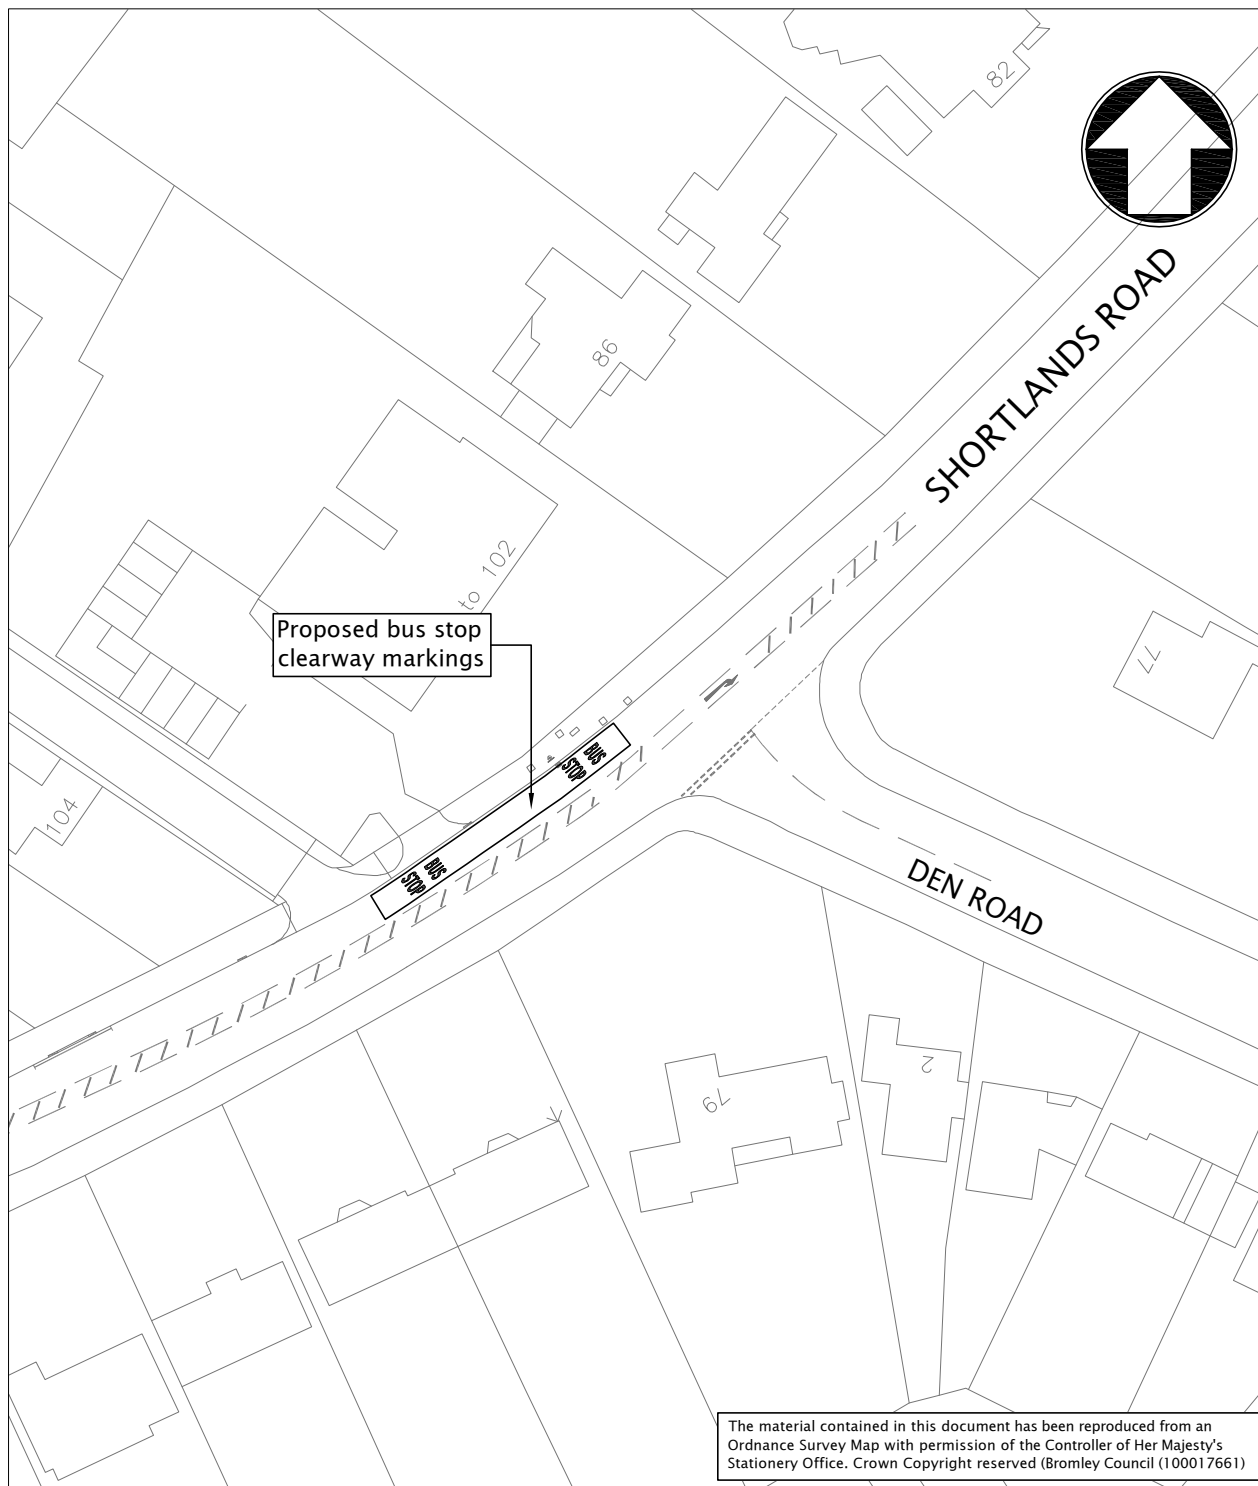 82
SHORTLANDS ROAD
86
to 102
Proposed bus stop
clearway markings
77
BUS
STOP
BUS
STOP
104
DEN ROAD
2
79
The material contained in this document has been reproduced from an
Ordnance Survey Map with permission of the Controller of Her Majesty's
Stationery Office. Crown Copyright reserved (Bromley Council (100017661)